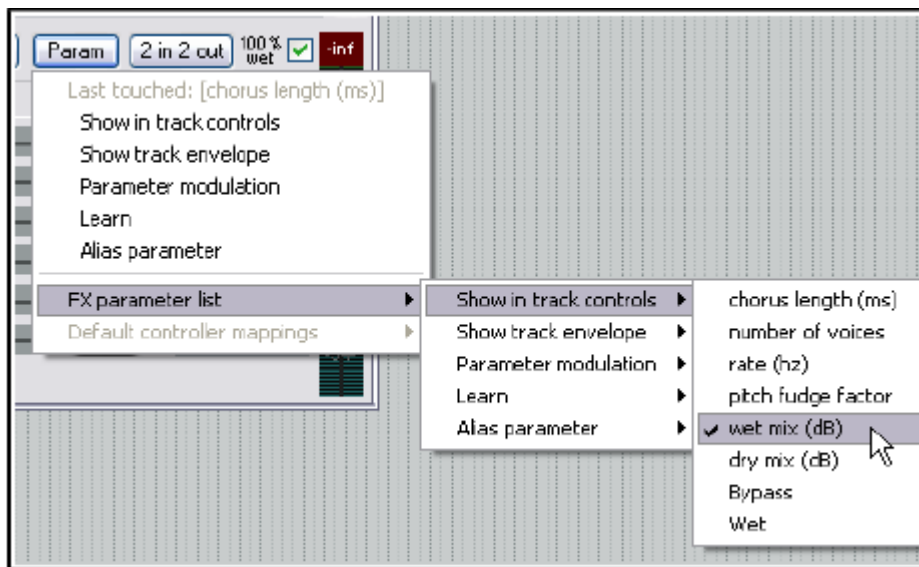 Param 2 in 2 out 100 % wet -inf
Last touched: [chorus length (ms)]
Show in track controls
Show track envelope
Parameter modulation
Learn
Alias parameter
FX parameter list
Default controller mappings
Show in track controls
Show track envelope
Parameter modulation
Learn
Alias parameter
chorus length (ms)
number of voices
rate (hz)
pitch fudge factor
wet mix (dB)
dry mix (dB)
Bypass
Wet